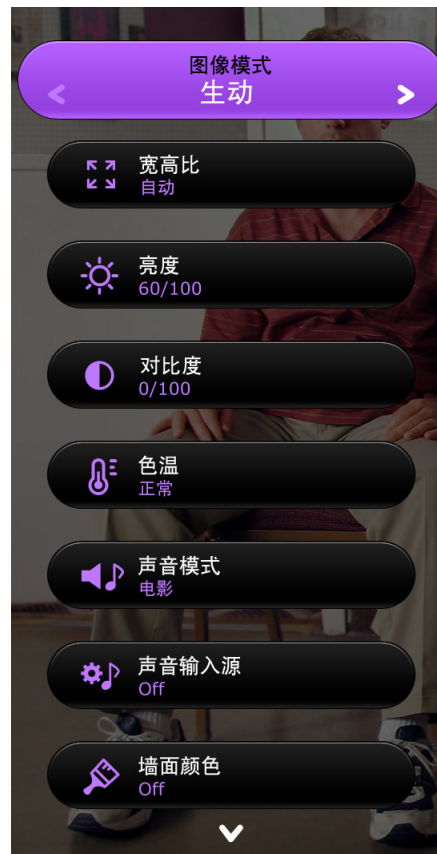 图像模式
生动
宽高比
自动
亮度
60/100
对比度
0/100
色温
正常
声音模式
电影
声音输入源
Off
墙面颜色
Off